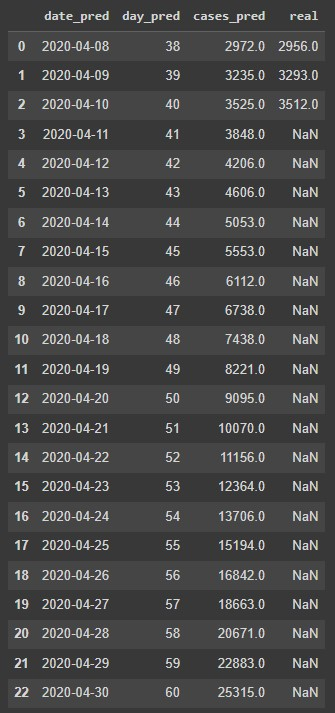 date_pred day_pred cases_pred real
0 2020-04-08 38 2972.0 2956.0
1 2020-04-09 39 3235.0 3293.0
2 2020-04-10 40 3525.0 3512.0
3 2020-04-11 41 3848.0 NaN
4 2020-04-12 42 4206.0 NaN
5 2020-04-13 43 4606.0 NaN
6 2020-04-14 44 5053.0 NaN
7 2020-04-15 45 5553.0 NaN
8 2020-04-16 46 6112.0 NaN
9 2020-04-17 47 6738.0 NaN
10 2020-04-18 48 7438.0 NaN
11 2020-04-19 49 8221.0 NaN
12 2020-04-20 50 9095.0 NaN
13 2020-04-21 51 10070.0 NaN
14 2020-04-22 52 11156.0 NaN
15 2020-04-23 53 12364.0 NaN
16 2020-04-24 54 13706.0 NaN
17 2020-04-25 55 15194.0 NaN
18 2020-04-26 56 16842.0 NaN
19 2020-04-27 57 18663.0 NaN
20 2020-04-28 58 20671.0 NaN
21 2020-04-29 59 22883.0 NaN
22 2020-04-30 60 25315.0 NaN